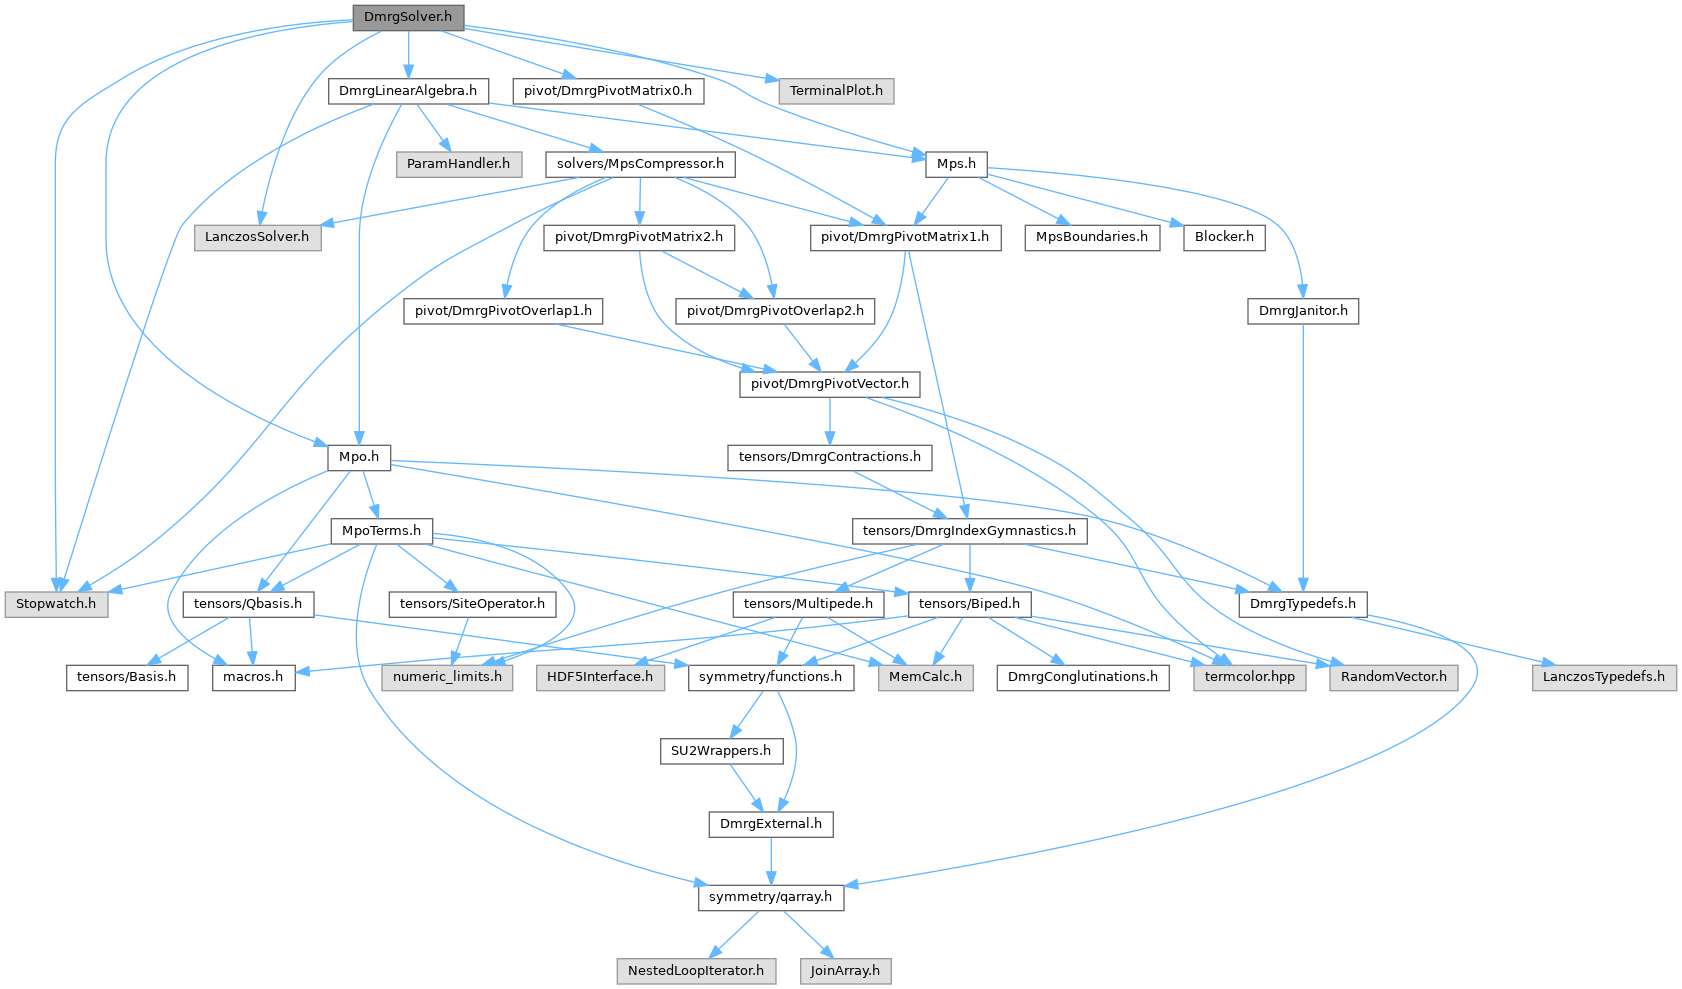 DmrgSolver.h
DmrgLinearAlgebra.h
pivot/DmrgPivotMatrix0.h
TerminalPlot.h
ParamHandler.h
solvers/MpsCompressor.h
Mps.h
LanczosSolver.h
pivot/DmrgPivotMatrix2.h
pivot/DmrgPivotMatrix1.h
MpsBoundaries.h
Blocker.h
pivot/DmrgPivotOverlap1.h
pivot/DmrgPivotOverlap2.h
DmrgJanitor.h
pivot/DmrgPivotVector.h
Mpo.h
tensors/DmrgContractions.h
MpoTerms.h
tensors/DmrgIndexGymnastics.h
Stopwatch.h
tensors/Qbasis.h
tensors/SiteOperator.h
tensors/Multipede.h
tensors/Biped.h
DmrgTypedefs.h
tensors/Basis.h
macros.h
numeric_limits.h
HDF5Interface.h
symmetry/functions.h
MemCalc.h
DmrgConglutinations.h
termcolor.hpp
RandomVector.h
LanczosTypedefs.h
SU2Wrappers.h
DmrgExternal.h
symmetry/qarray.h
NestedLoopIterator.h
JoinArray.h